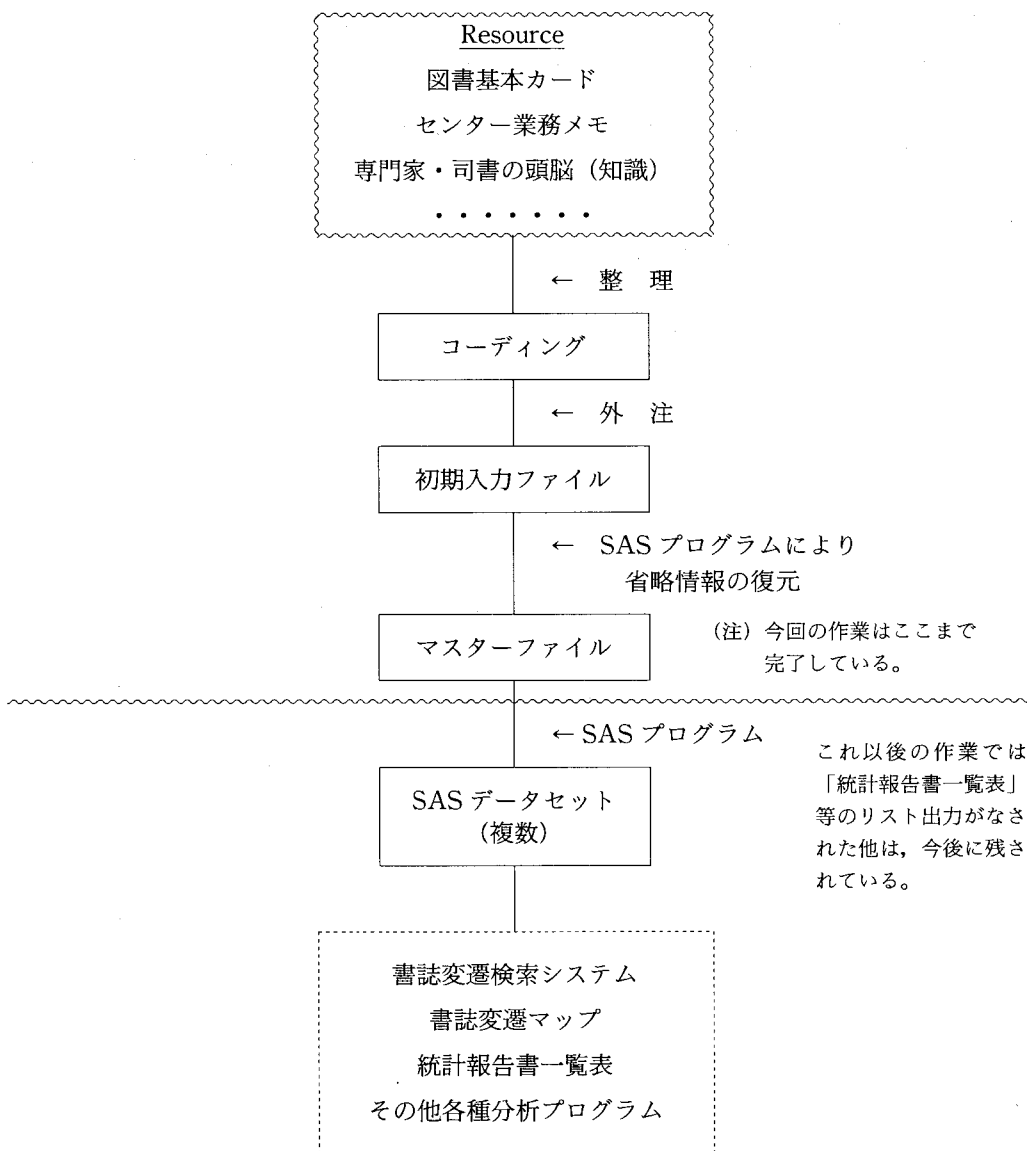 Resource
図書基本カード
センター業務メモ
専門家・司書の頭脳(知識)
・・・・・・・
← 整 理
コーディング
← 外 注
初期入力ファイル
← SAS プログラムにより
省略情報の復元
マスターファイル
(注) 今回の作業はここまで
完了している。
← SAS プログラム
これ以後の作業では
「統計報告書一覧表」
等のリスト出力がなさ
れた他は,今後に残さ
れている。
SAS データセット
(複数)
書誌変遷検索システム
書誌変遷マップ
統計報告書一覧表
その他各種分析プログラム